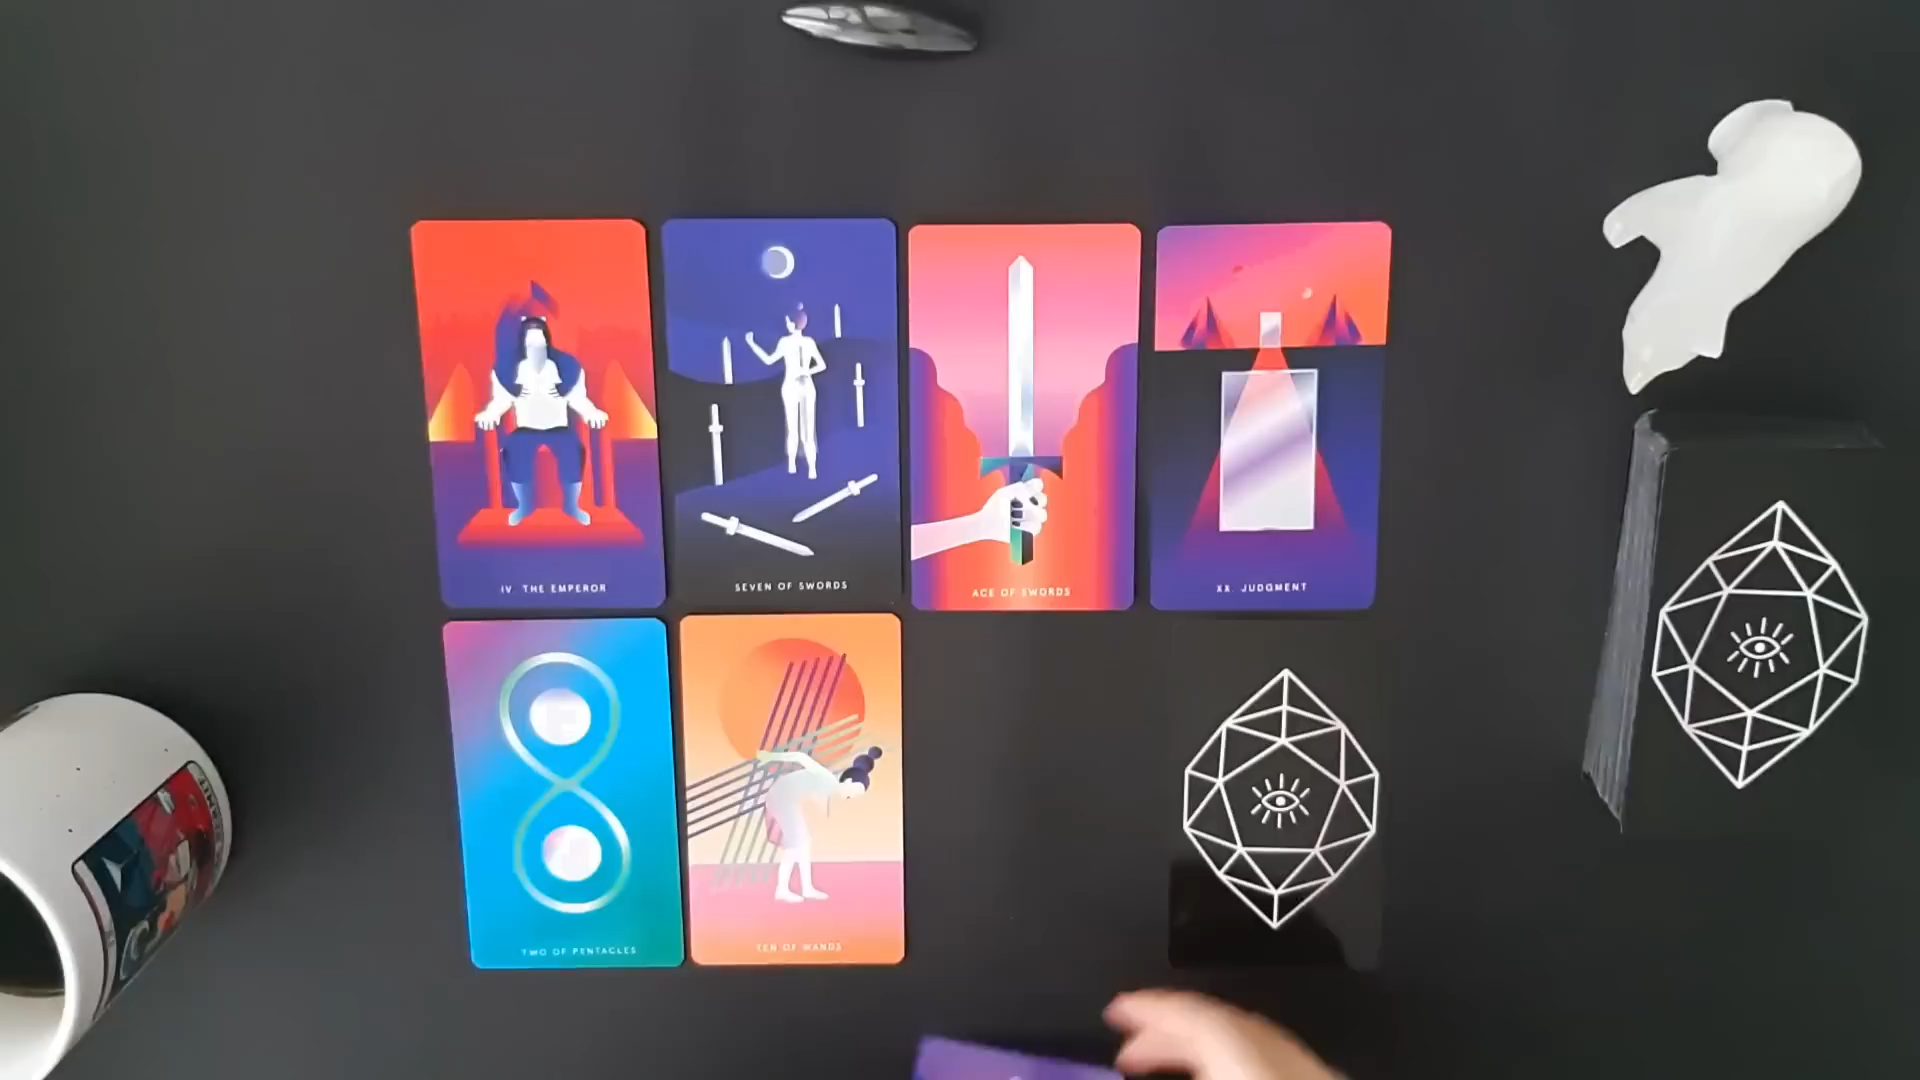 IV THE EMPEROR
SEVEN OF SWORDS
ACE OF SWORDS
XX. JUDGMENT
TWO OF PENTACLES
TEN OF WANDS